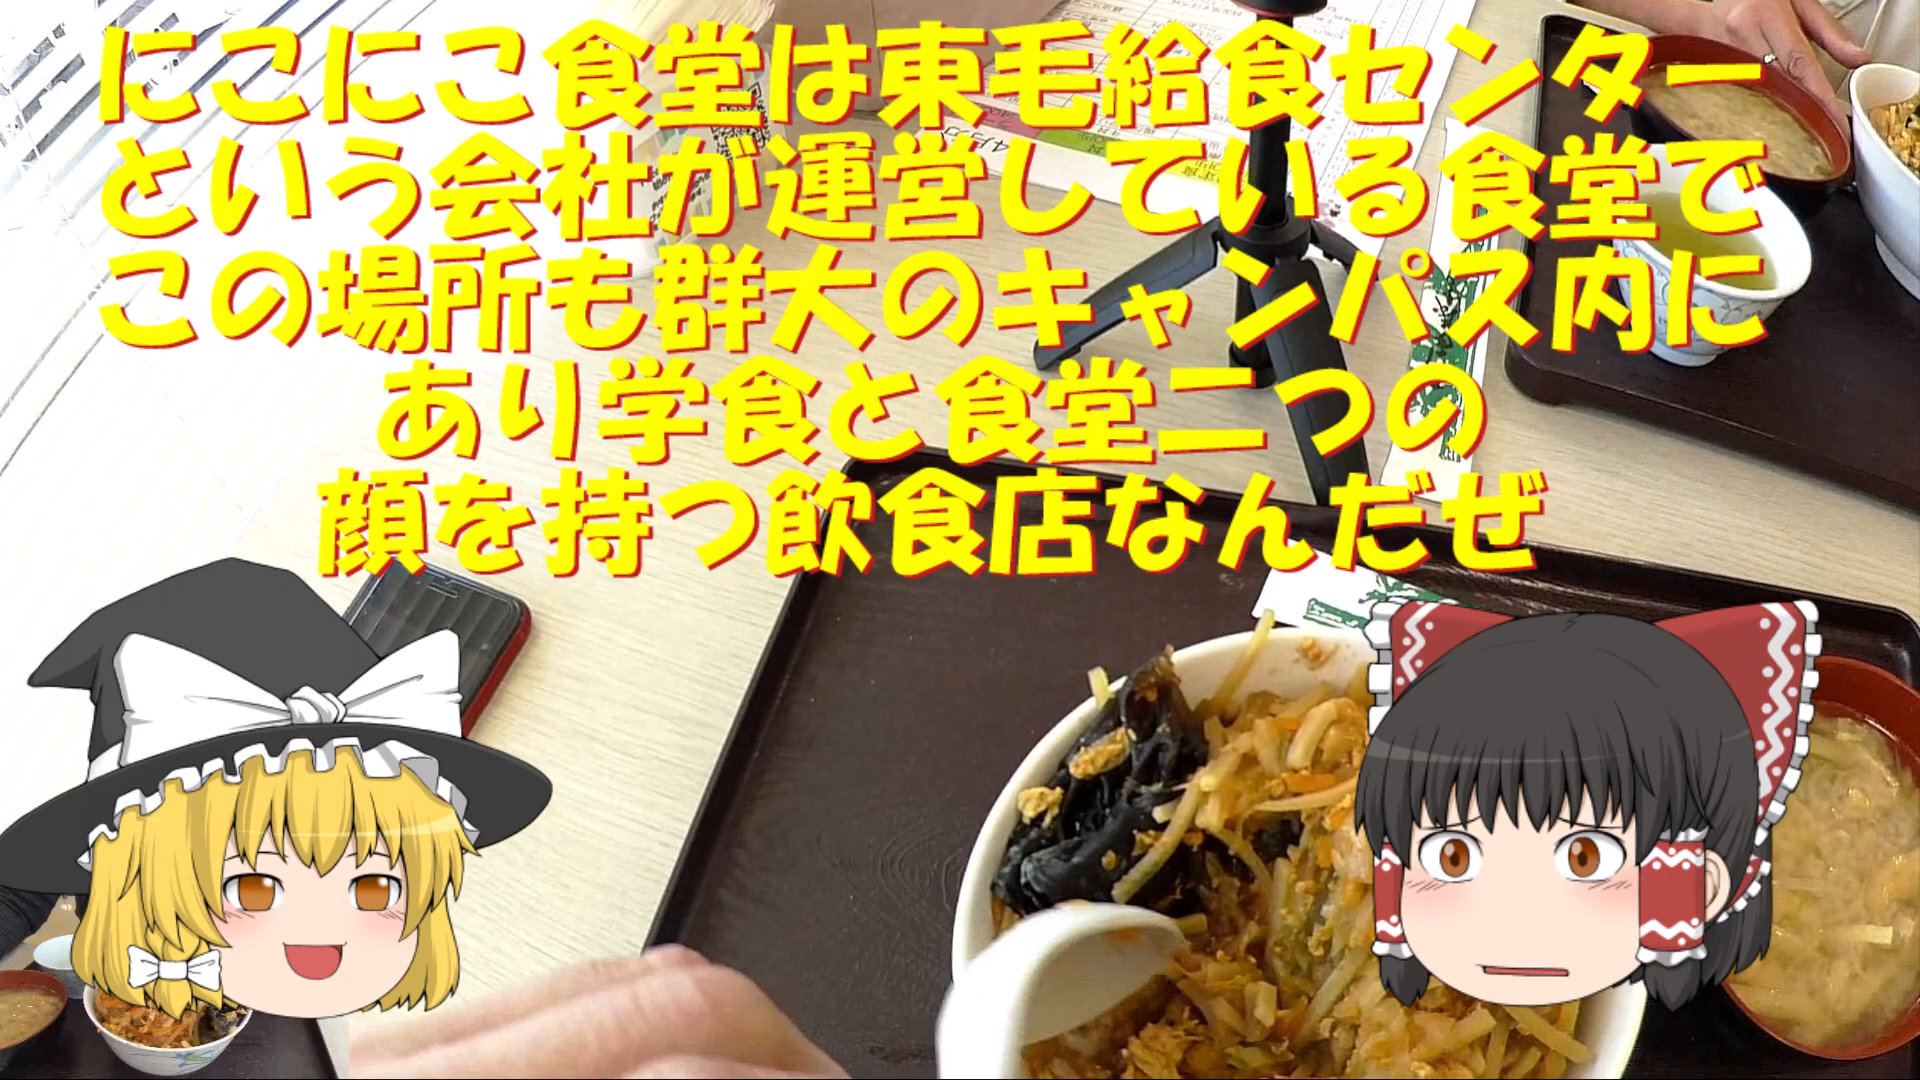 にこにこ食堂は東毛給食センター
という会社が運営している食堂で
この場所も群大のキャンパス内に
あり学食と食堂二つの
顔を持つ飲食店なんだぜ